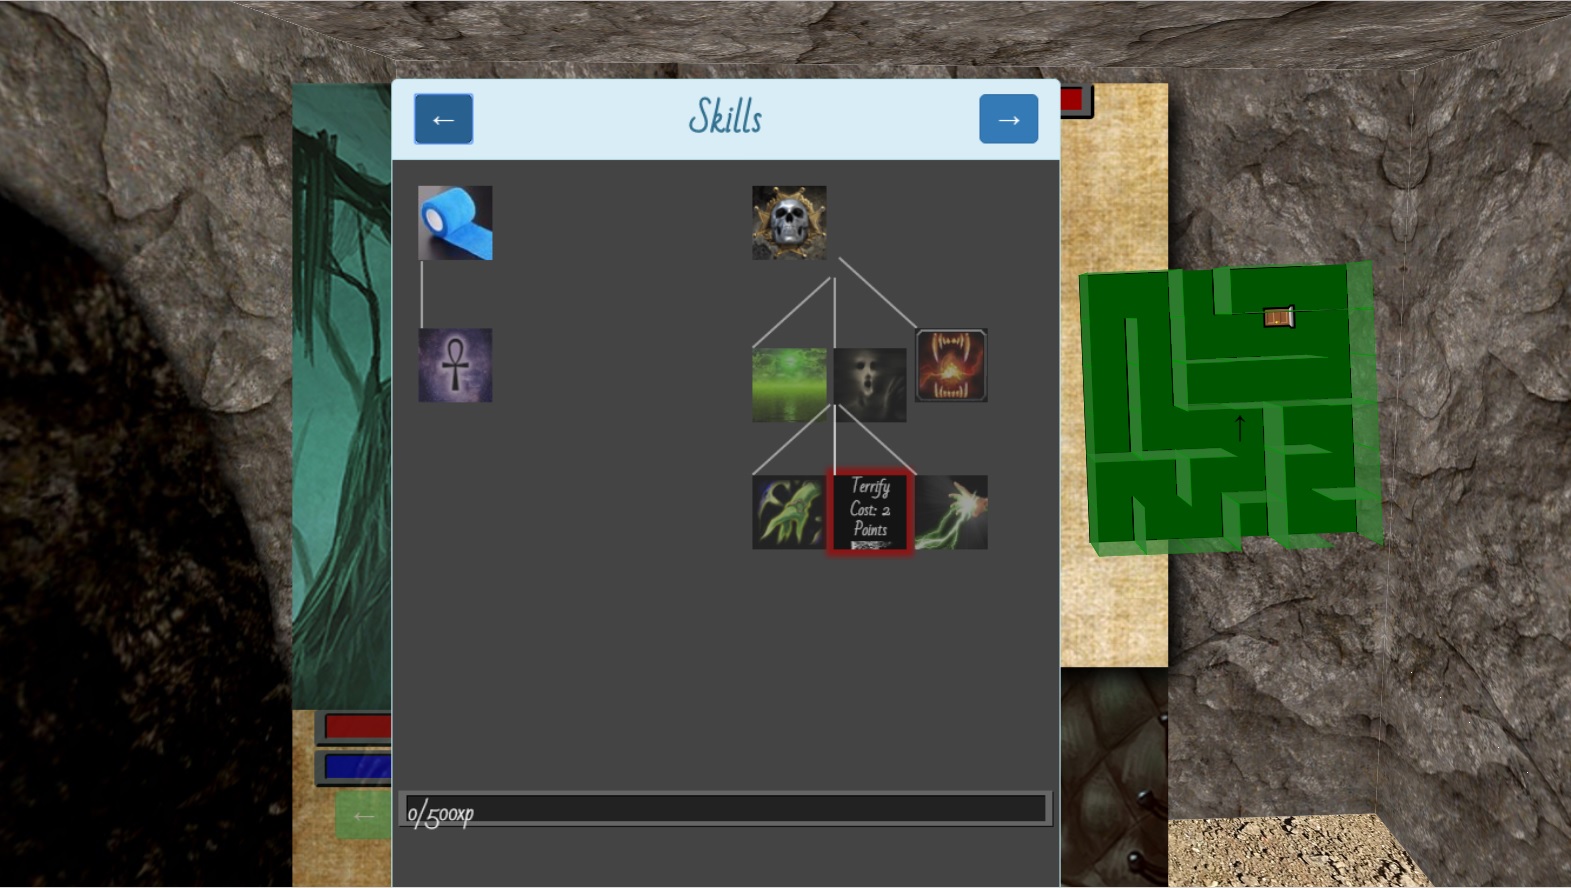 ← Skills →
Terrify
Cost: 2
Points
0/500xp
←